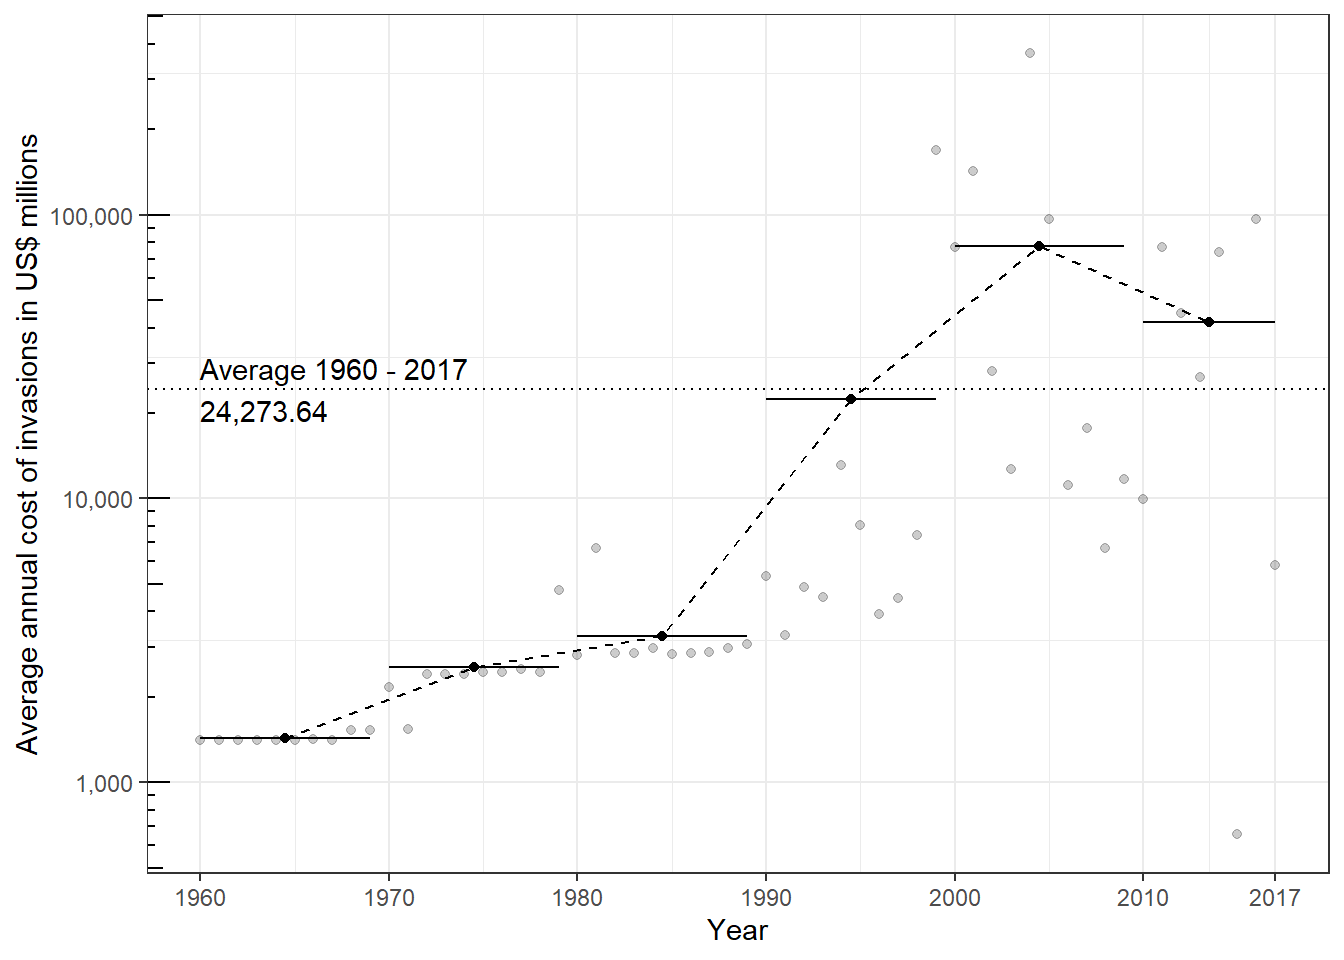 Average annual cost of invasions in US$ millions
100,000
10,000
1,000
Average 1960 - 2017
24,273.64
1960 1970 1980 1990 2000 2010 2017
Year